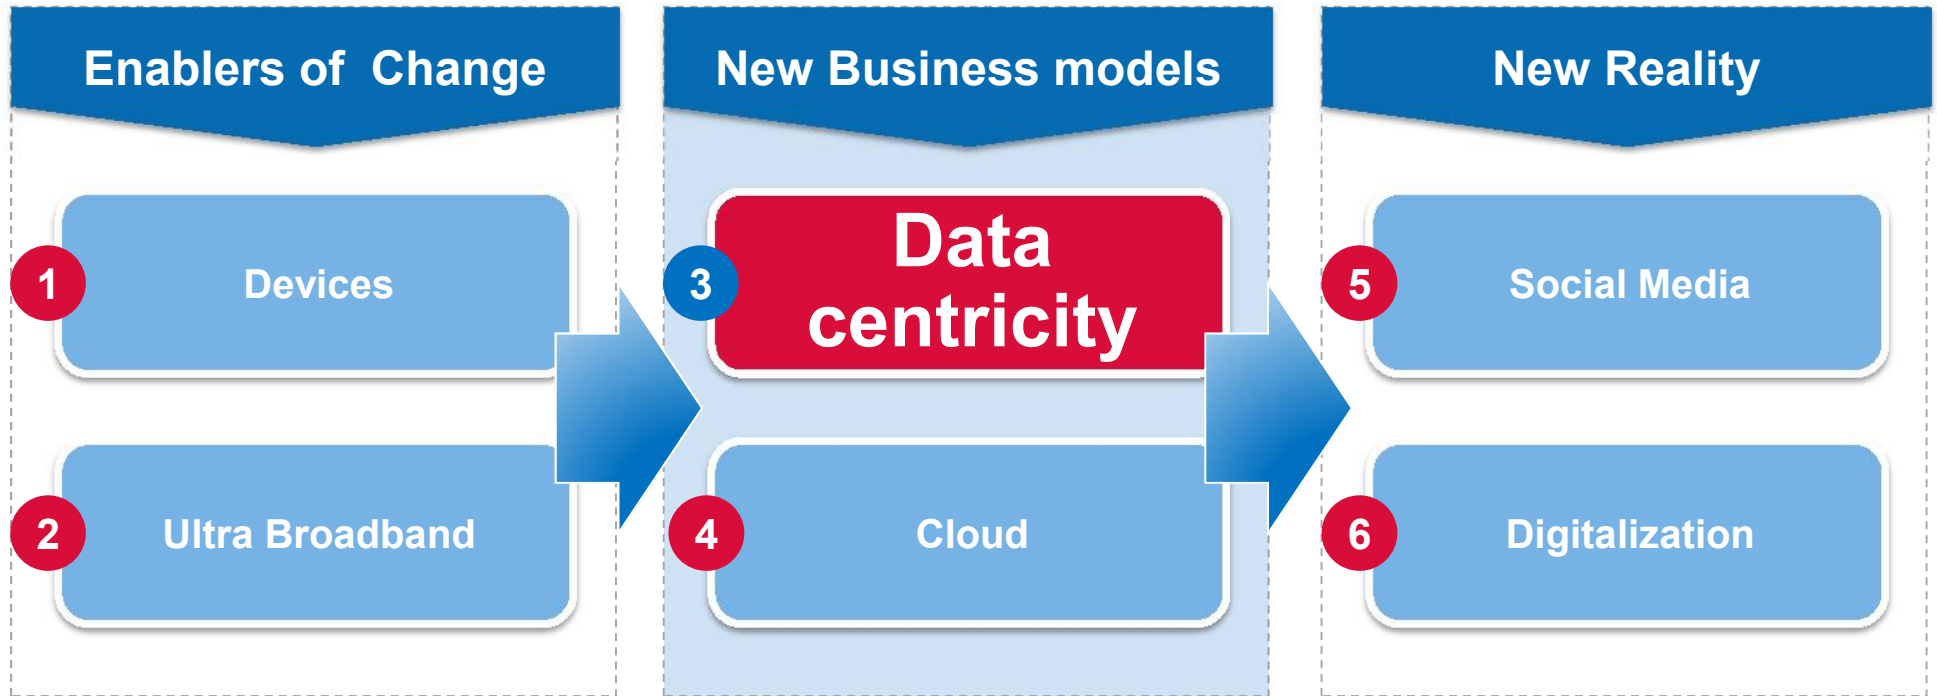 Enablers of  Change
1
Devices
2
Ultra Broadband
New Business models
3
Data
centricity
4
Cloud
New Reality
5
Social Media
6
Digitalization